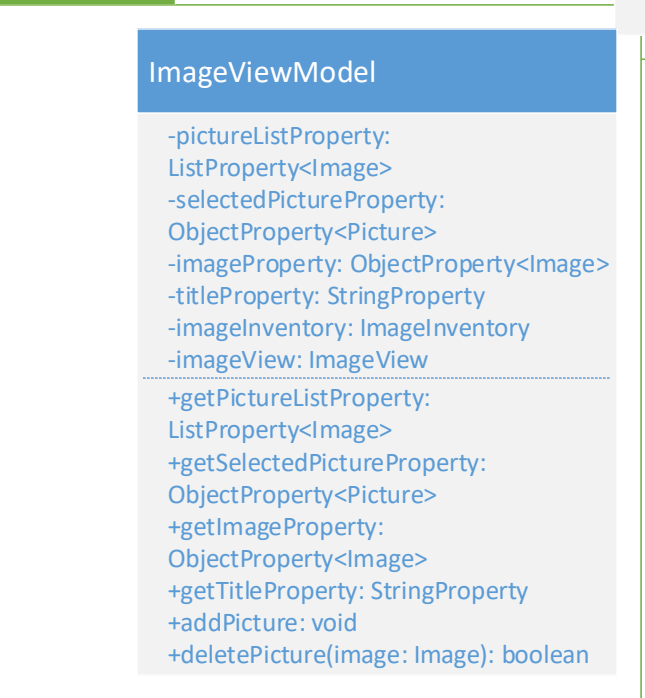 ImageViewModel
-pictureListProperty:
ListProperty<Image>
-selectedPictureProperty:
ObjectProperty<Picture>
-imageProperty: ObjectProperty<Image>
-titleProperty: StringProperty
-imageInventory: ImageInventory
-imageView: ImageView
+getPictureListProperty:
ListProperty<Image>
+getSelectedPictureProperty:
ObjectProperty<Picture>
+getImageProperty:
ObjectProperty<Image>
+getTitleProperty: StringProperty
+addPicture: void
+deletePicture(image: Image): boolean